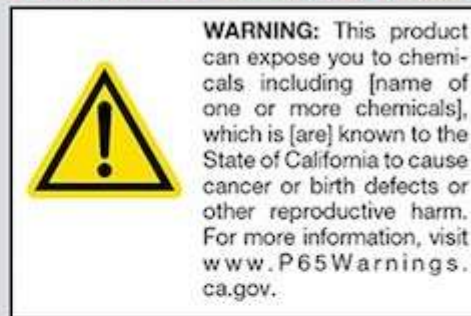 WARNING: This product
can expose you to chemi-
cals including [name of
one or more chemicals],
which is [are] known to the
State of California to cause
cancer or birth defects or
other reproductive harm.
For more information, visit
www.P65Warnings.
ca.gov.